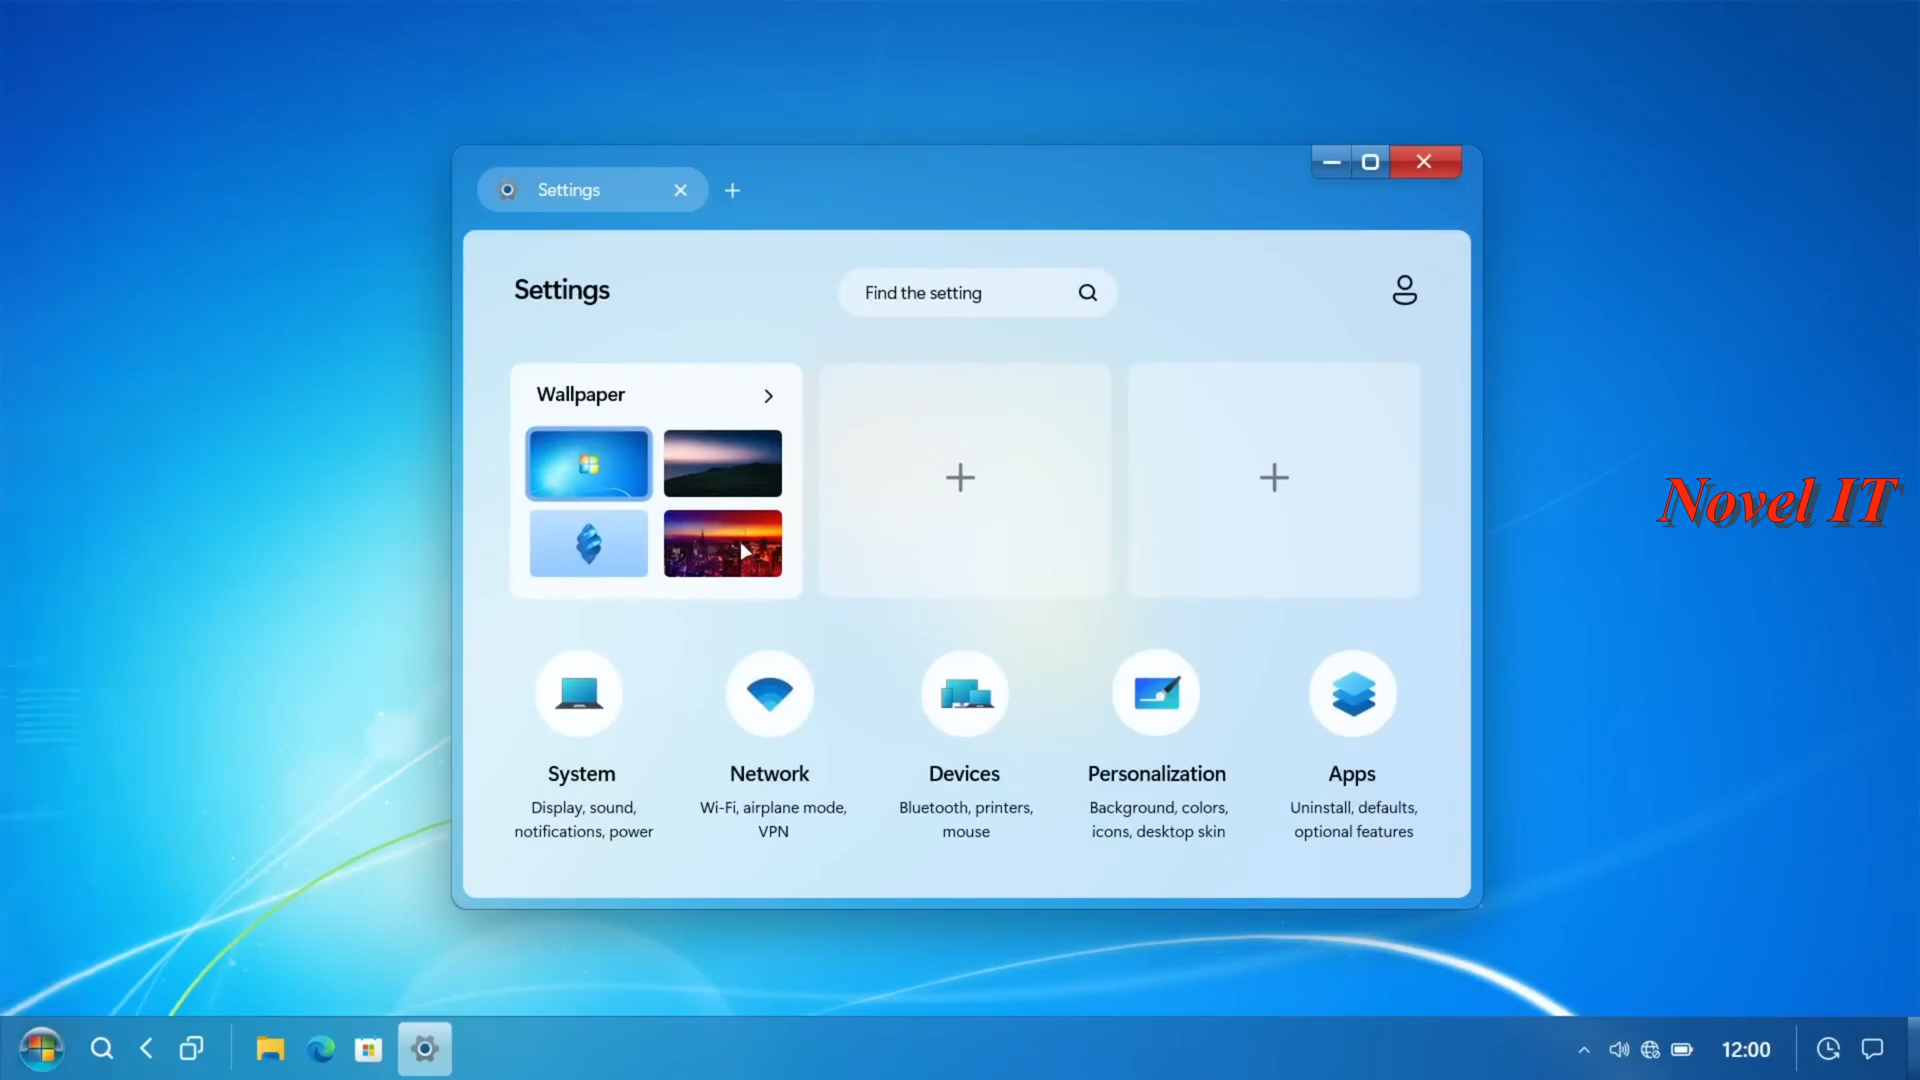 Settings
Settings
Find the setting
Wallpaper
Novel IT
System
Display, sound,
notifications, power
Network
Wi-Fi, airplane mode,
VPN
Devices
Bluetooth, printers,
mouse
Personalization
Background, colors,
icons, desktop skin
Apps
Uninstall, defaults,
optional features
12:00